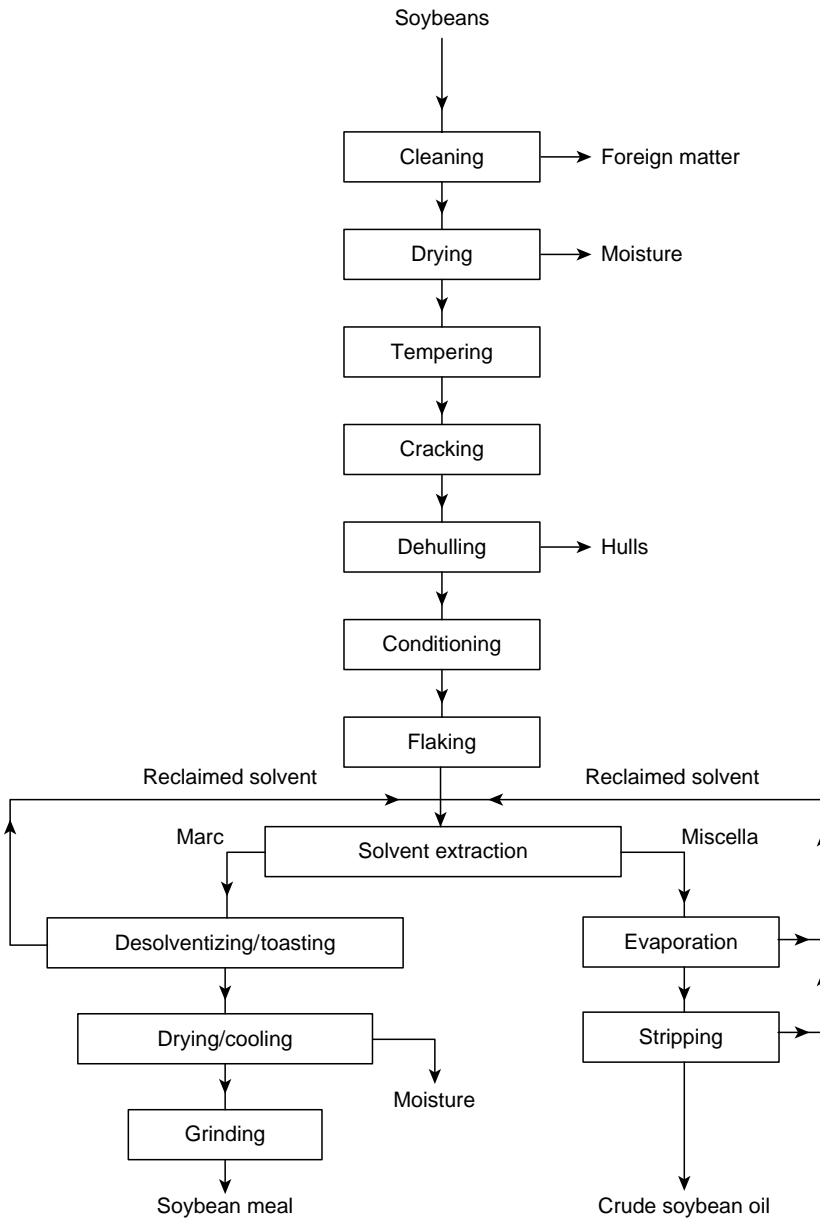 Soybeans
Cleaning
Foreign matter
Drying
Moisture
Tempering
Cracking
Dehulling
Hulls
Conditioning
Flaking
Reclaimed solvent
Reclaimed solvent
Marc
Solvent extraction
Miscella
Desolventizing/toasting
Evaporation
Drying/cooling
Stripping
Moisture
Grinding
Soybean meal
Crude soybean oil